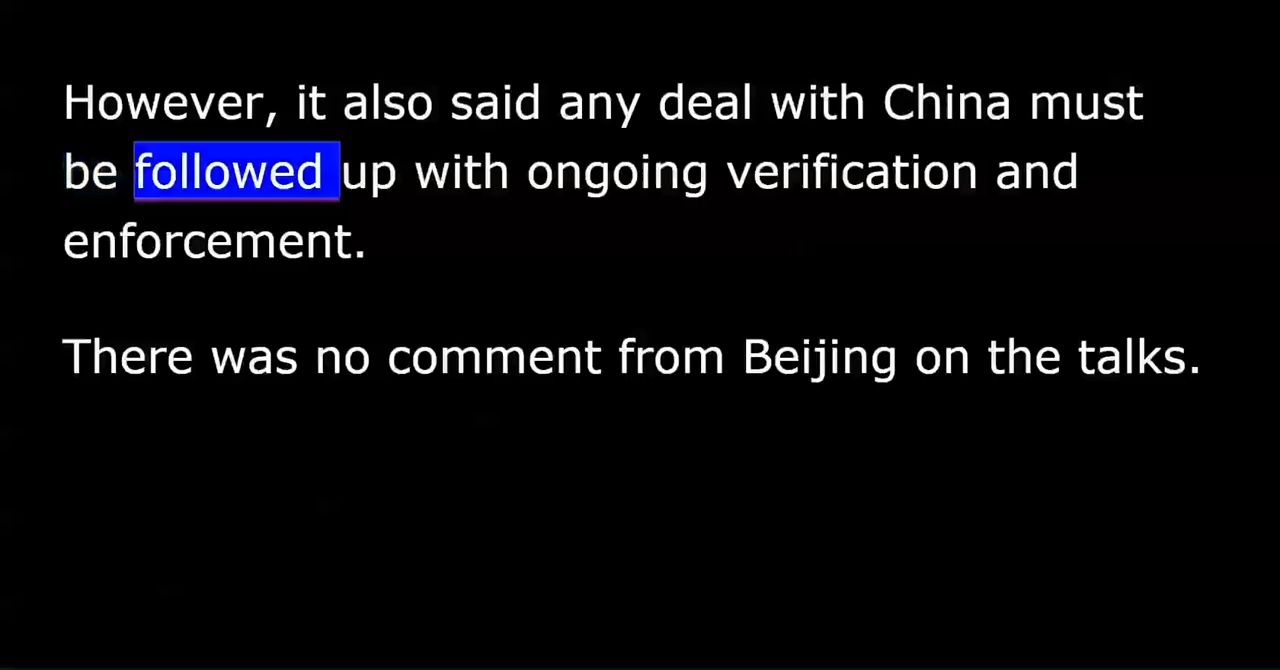 However, it also said any deal with China must
be followed up with ongoing verification and
enforcement.
There was no comment from Beijing on the talks.